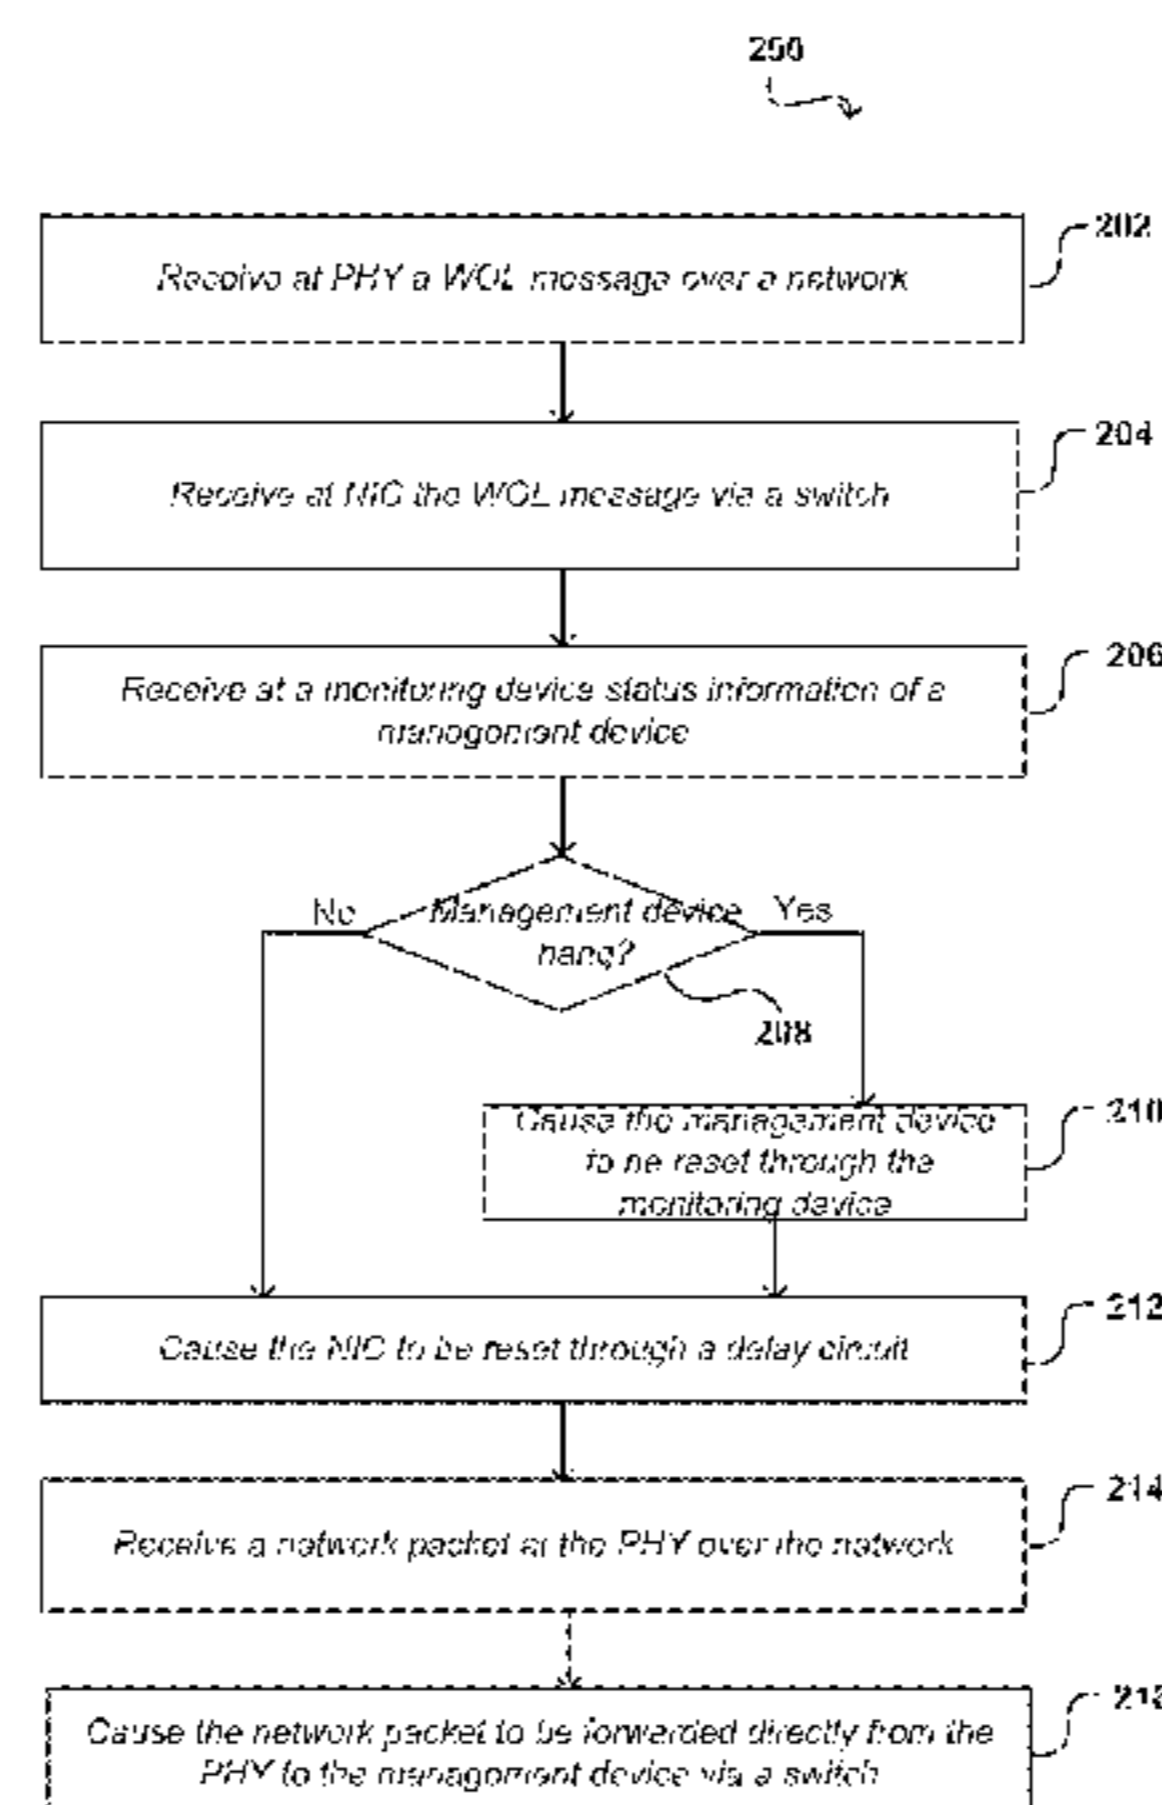 200
202
Receive at PHY a WOL message over a network
204
Receive at NIC the WOL message via a switch
206
Receive at a monitoring device status information of a
management device
No
Management device
hang?
Yes
208
210
Cause the management device
to be reset through the
monitoring device
212
Cause the NIC to be reset through a delay circuit
214
Receive a network packet at the PHY over the network
Cause the network packet to be forwarded directly from the
PHY to the management device via a switch